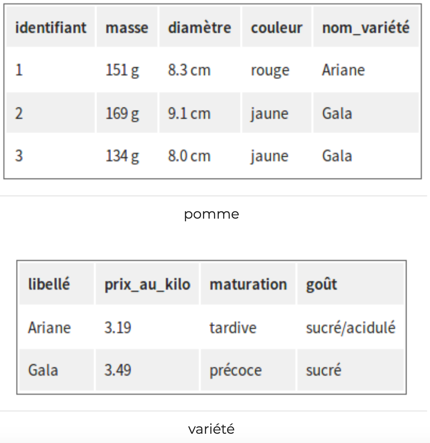 identifiant masse diamètre couleur nom_variété
1 151 g 8.3 cm rouge Ariane
2 169 g 9.1 cm jaune Gala
3 134 g 8.0 cm jaune Gala
pomme
libellé prix_au_kilo maturation goût
Ariane 3.19 tardive sucré/acidulé
Gala 3.49 précoce sucré
variété